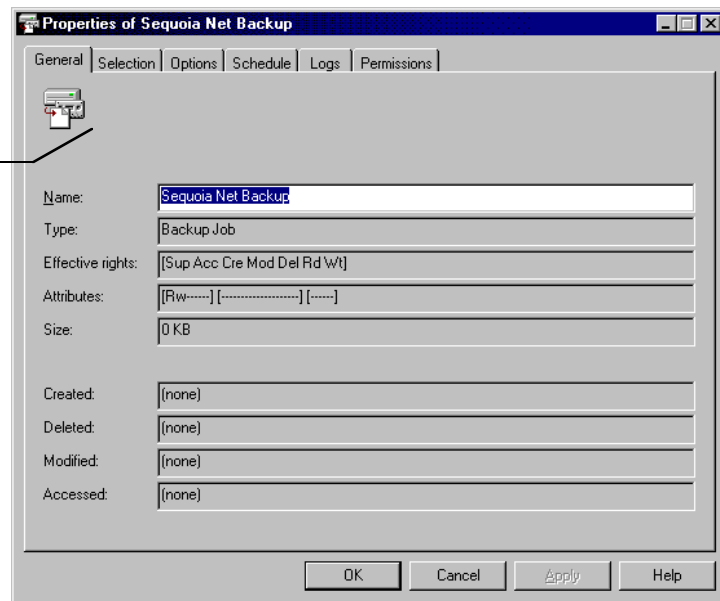 Properties of Sequoia Net Backup
General Selection Options Schedule Logs Permissions
Name: Sequoia Net Backup
Type: Backup Job
Effective rights: [Sup Acc Cre Mod Del Rd Wt]
Attributes: [Rw------] [--------------------] [------]
Size: 0 KB
Created: (none)
Deleted: (none)
Modified: (none)
Accessed: (none)
OK Cancel Apply Help